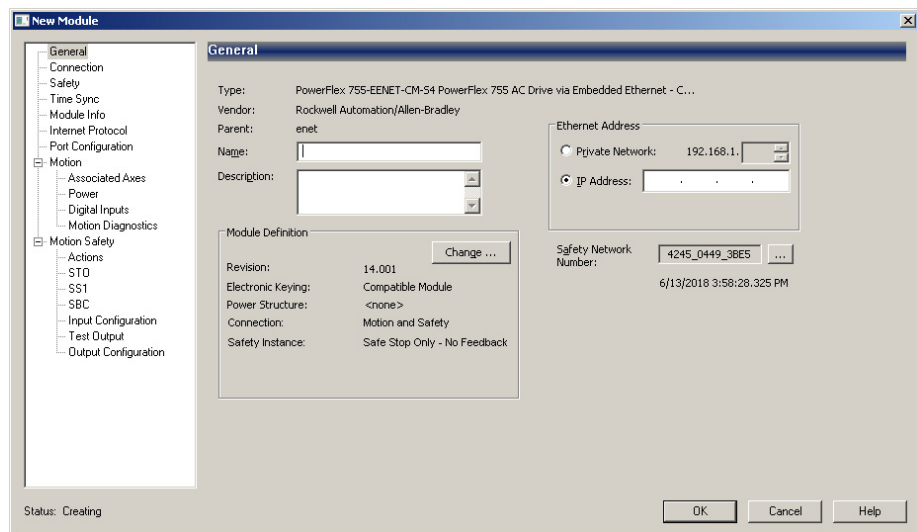 New Module
General
Connection
Safety
Time Sync
Module Info
Internet Protocol
Port Configuration
Motion
Associated Axes
Power
Digital Inputs
Motion Diagnostics
Motion Safety
Actions
STO
SS1
SBC
Input Configuration
Test Output
Output Configuration
General
Type: PowerFlex 755-EENET-CM-S4 PowerFlex 755 AC Drive via Embedded Ethernet - C...
Vendor: Rockwell Automation/Allen-Bradley
Parent: enet
Name:
Description:
Ethernet Address
Private Network: 192.168.1.
IP Address: . . .
Module Definition
Change ...
Revision: 14.001
Electronic Keying: Compatible Module
Power Structure: <none>
Connection: Motion and Safety
Safety Instance: Safe Stop Only - No Feedback
Safety Network
Number: 4245_0449_3BE5 ...
6/13/2018 3:58:28.325 PM
Status: Creating
OK Cancel Help